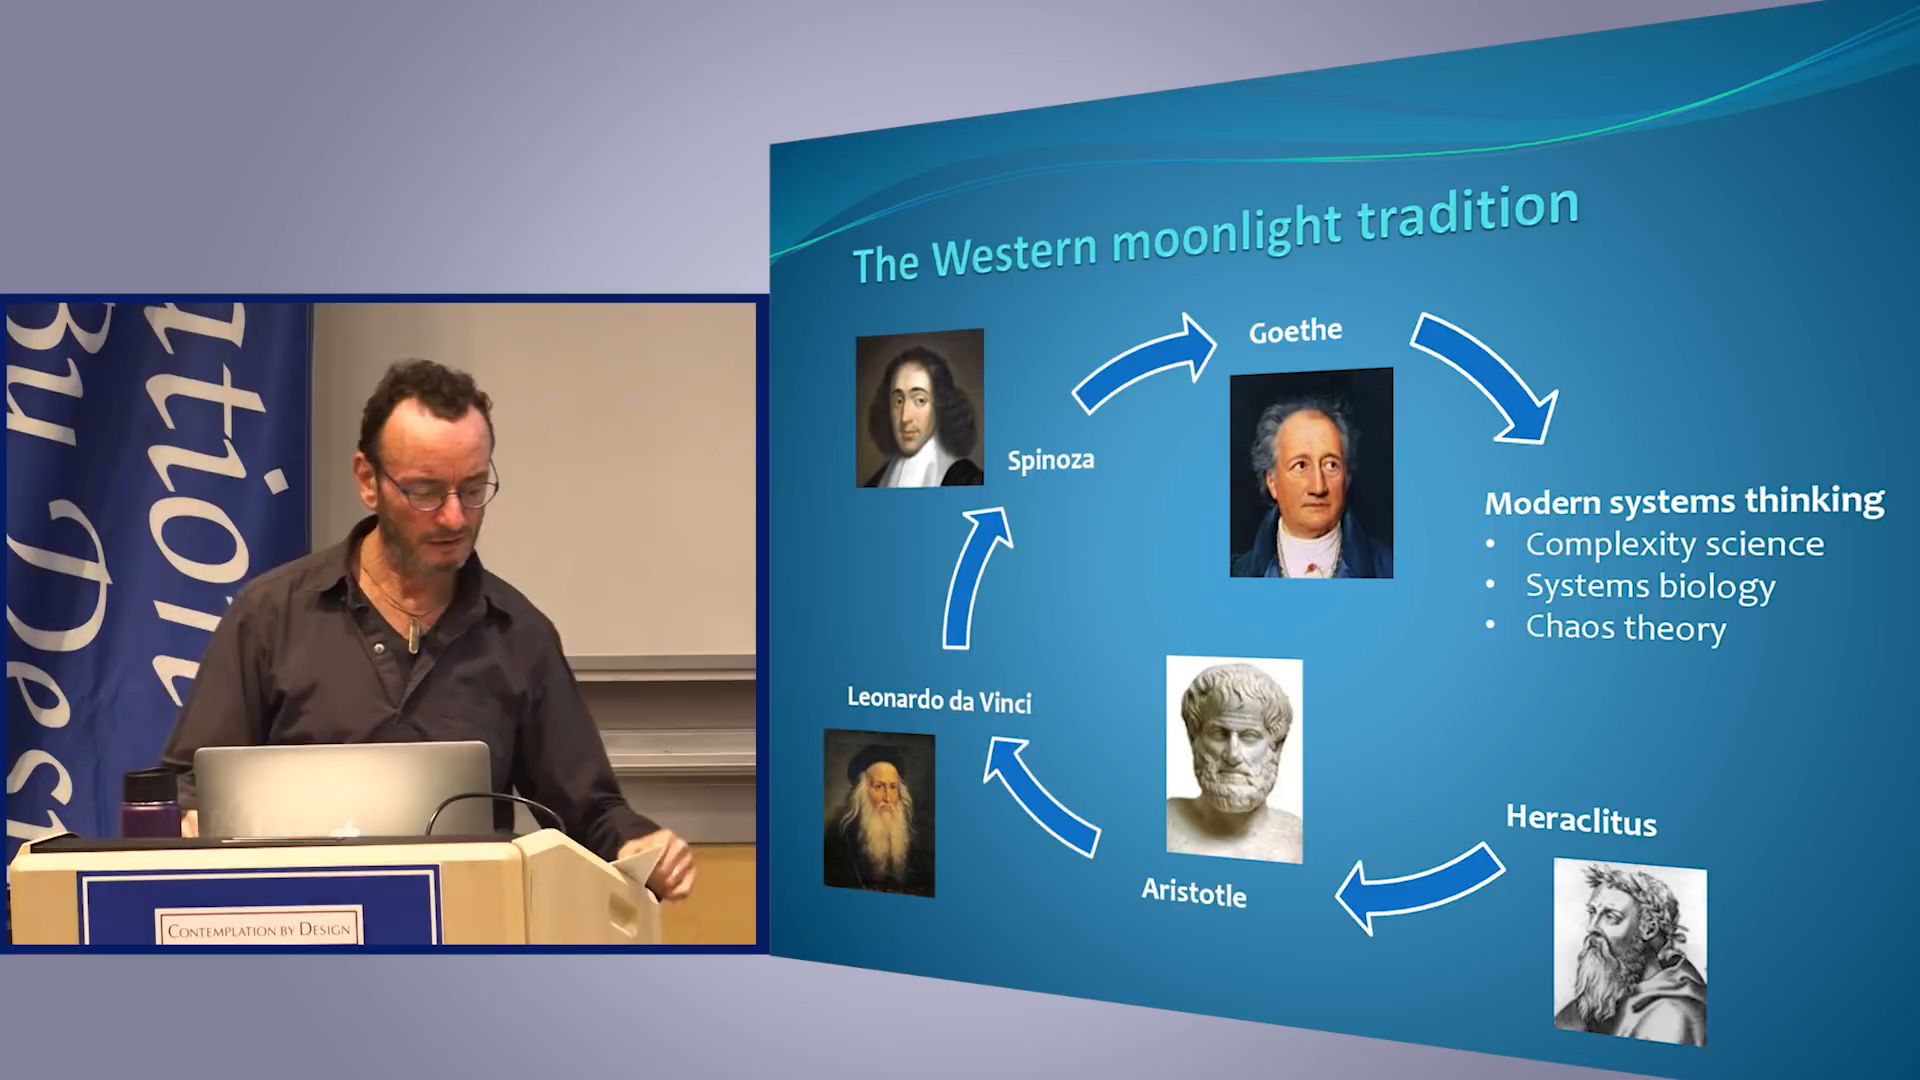 The Western moonlight tradition
Goethe
Spinoza
Modern systems thinking
• Complexity science
• Systems biology
• Chaos theory
Leonardo da Vinci
Heraclitus
Aristotle
CONTEMPLATION BY DESIGN